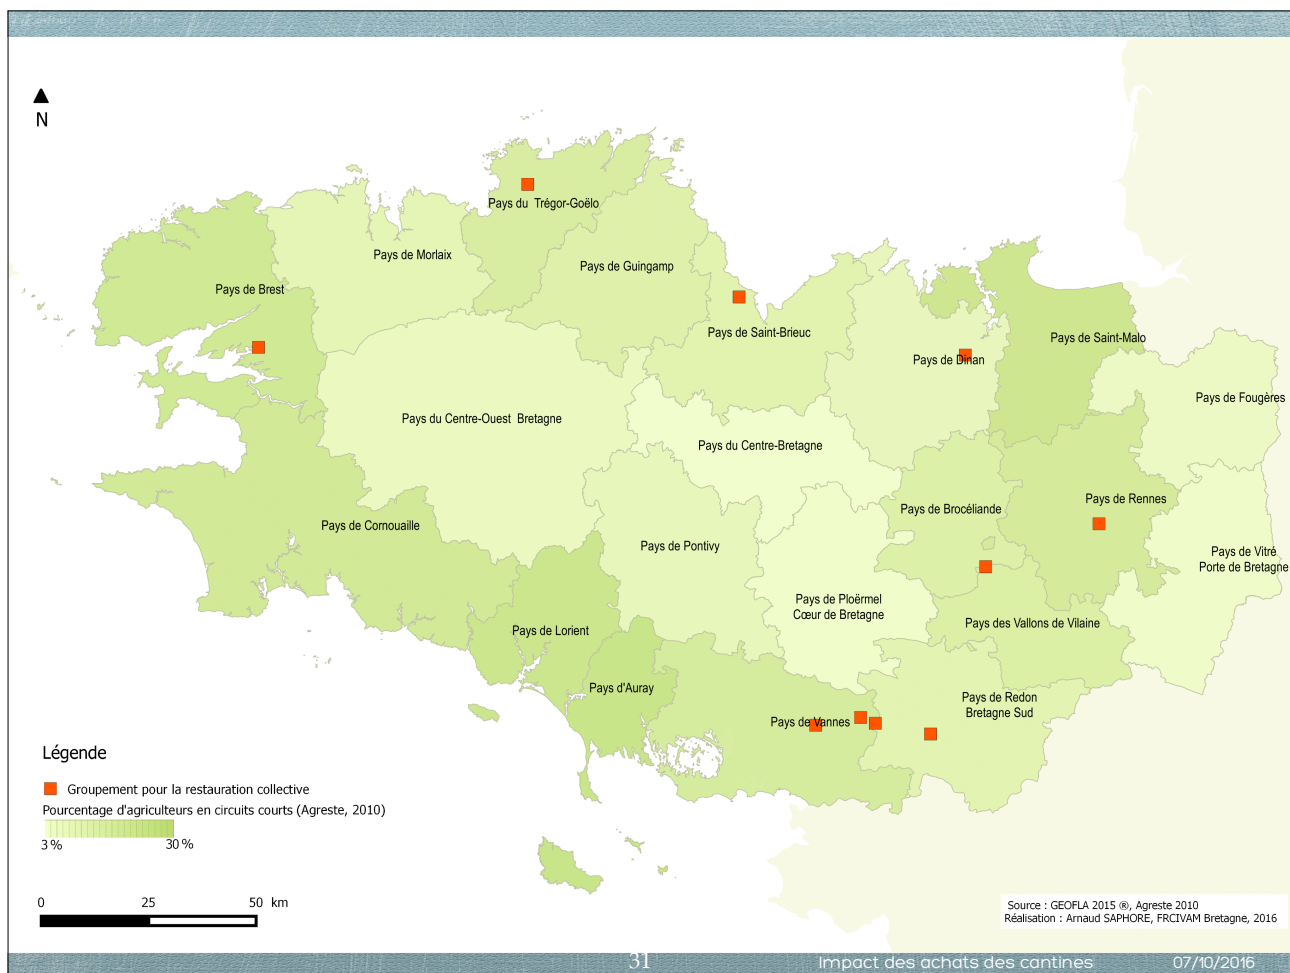 N
Pays du Trégor-Goëlo
Pays de Morlaix
Pays de Guingamp
Pays de Brest
Pays de Saint-Brieuc
Pays de Saint-Malo
Pays de Dinan
Pays de Fougères
Pays du Centre-Ouest Bretagne
Pays du Centre-Bretagne
Pays de Rennes
Pays de Brocéliande
Pays de Cornouaille
Pays de Pontivy
Pays de Vitré
Porte de Bretagne
Pays de Ploërmel
Cœur de Bretagne
Pays des Vallons de Vilaine
Pays de Lorient
Pays d'Auray
Pays de Redon
Bretagne Sud
Pays de Vannes
Légende
Groupement pour la restauration collective
Pourcentage d'agriculteurs en circuits courts (Agreste, 2010)
3 % 30 %
0 25 50 km
Source : GEOFLA 2015 ®, Agreste 2010
Réalisation : Arnaud SAPHORE, FRCIVAM Bretagne, 2016
31 Impact des achats des cantines 07/10/2016